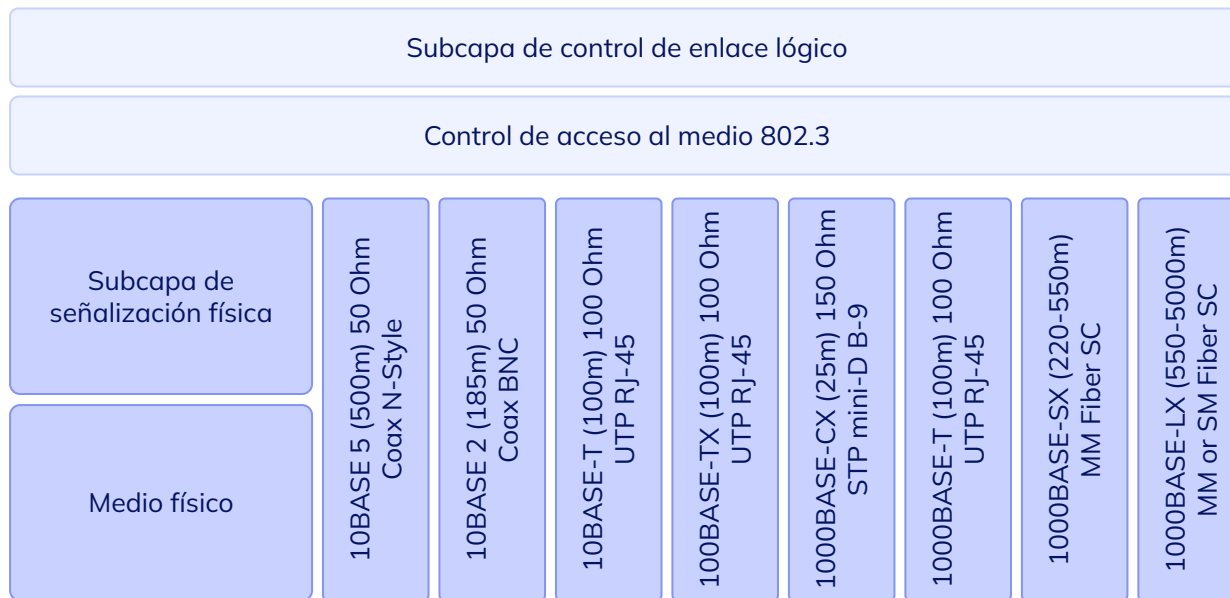 Subcapa de control de enlace lógico
Control de acceso al medio 802.3
Subcapa de
señalización física
Medio físico
10BASE 5 (500m) 50 Ohm
Coax N-Style
10BASE 2 (185m) 50 Ohm
Coax BNC
10BASE-T (100m) 100 Ohm
UTP RJ-45
100BASE-TX (100m) 100 Ohm
UTP RJ-45
1000BASE-CX (25m) 150 Ohm
STP mini-D B-9
1000BASE-T (100m) 100 Ohm
UTP RJ-45
1000BASE-SX (220-550m)
MM Fiber SC
1000BASE-LX (550-5000m)
MM or SM Fiber SC